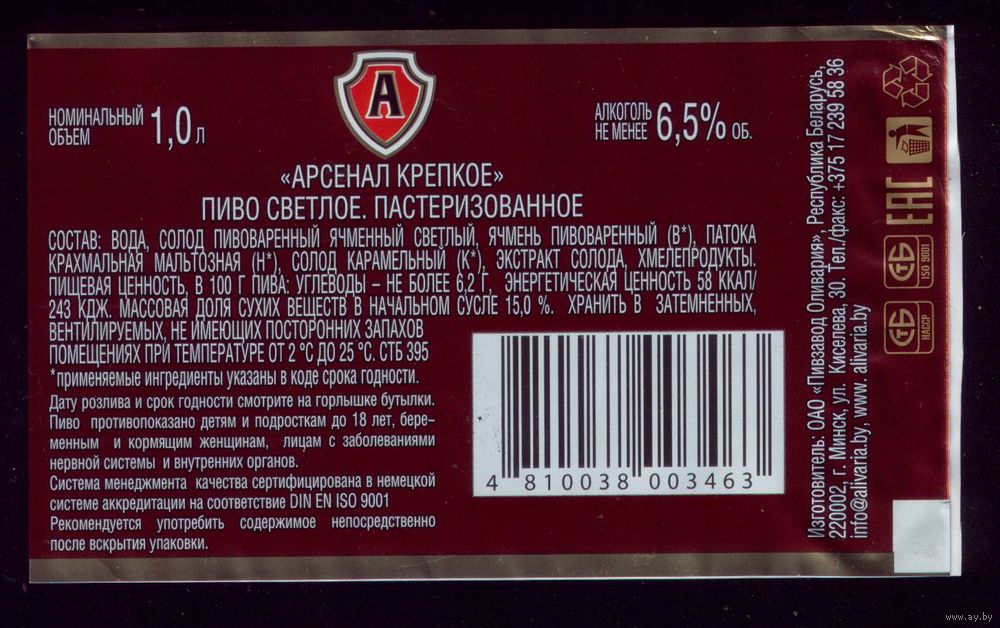 НОМИНАЛЬНЫЙ
ОБЪЕМ 1,0 л
А
АЛКОГОЛЬ
НЕ МЕНЕЕ 6,5% ОБ.
«АРСЕНАЛ КРЕПКОЕ»
ПИВО СВЕТЛОЕ. ПАСТЕРИЗОВАННОЕ
СОСТАВ: ВОДА, СОЛОД ПИВОВАРЕННЫЙ ЯЧМЕННЫЙ СВЕТЛЫЙ, ЯЧМЕНЬ ПИВОВАРЕННЫЙ (В*), ПАТОКА
КРАХМАЛЬНАЯ МАЛЬТОЗНАЯ (Н*), СОЛОД КАРАМЕЛЬНЫЙ (К*), ЭКСТРАКТ СОЛОДА, ХМЕЛЕПРОДУКТЫ.
ПИЩЕВАЯ ЦЕННОСТЬ, В 100 Г ПИВА: УГЛЕВОДЫ – НЕ БОЛЕЕ 6,2 Г, ЭНЕРГЕТИЧЕСКАЯ ЦЕННОСТЬ 58 ККАЛ/
243 КДЖ. МАССОВАЯ ДОЛЯ СУХИХ ВЕЩЕСТВ В НАЧАЛЬНОМ СУСЛЕ 15,0 %. ХРАНИТЬ В ЗАТЕМНЕННЫХ,
ВЕНТИЛИРУЕМЫХ, НЕ ИМЕЮЩИХ ПОСТОРОННИХ ЗАПАХОВ
ПОМЕЩЕНИЯХ ПРИ ТЕМПЕРАТУРЕ ОТ 2 °С ДО 25 °С. СТБ 395
*применяемые ингредиенты указаны в коде срока годности.
Дату розлива и срок годности смотрите на горлышке бутылки.
Пиво противопоказано детям и подросткам до 18 лет, бере-
менным и кормящим женщинам, лицам с заболеваниями
нервной системы и внутренних органов.
Система менеджмента качества сертифицирована в немецкой
системе аккредитации на соответствие DIN EN ISO 9001
Рекомендуется употребить содержимое непосредственно
после вскрытия упаковки.
4 810038 003463
Изготовитель: ОАО «Пивзавод Оливария», Республика Беларусь,
220002, г. Минск, ул. Киселева, 30. Тел./факс: +375 17 239 58 36
info@alivaria.by, www. alivaria.by
EAC
СТБ
ISO 9001
СТБ
HACCP
www.ay.by